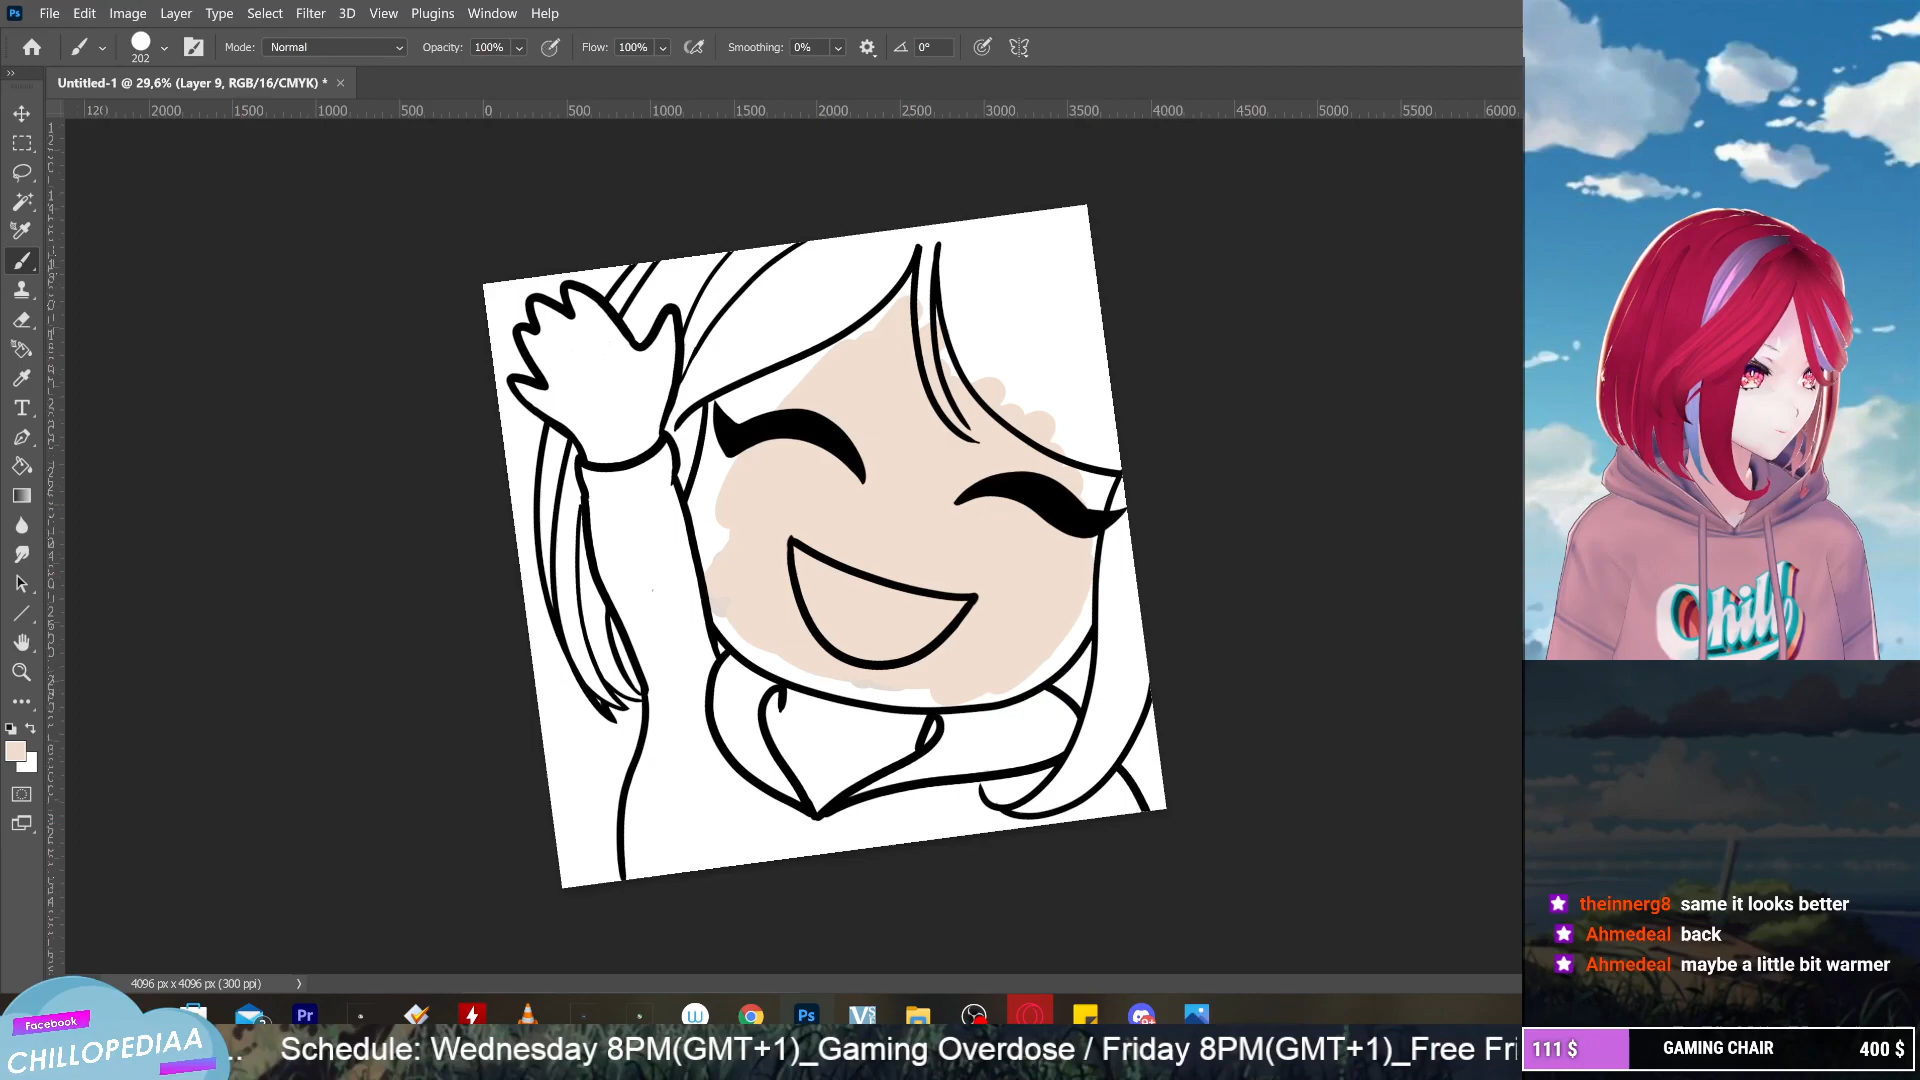 Ps File Edit Image Layer Type Select Filter 3D View Plugins Window Help
202 Mode: Normal Opacity: 100% Flow: 100% Smoothing: 0% 0°
Untitled-1 @ 29,6% (Layer 9, RGB/16/CMYK) * ×
2000 1500 1000 500 0 500 1000 1500 2000 2500 3000 3500 4000 4500 5000 5500 6000
Chill
theinnerg8 same it looks better
Ahmedeal back
Ahmedeal maybe a little bit warmer
4096 px x 4096 px (300 ppi)
Pr W Ps
Facebook
CHILLOPEDIAA
.. Schedule: Wednesday 8PM(GMT+1)_Gaming Overdose / Friday 8PM(GMT+1)_Free Fri
111 $ GAMING CHAIR 400 $